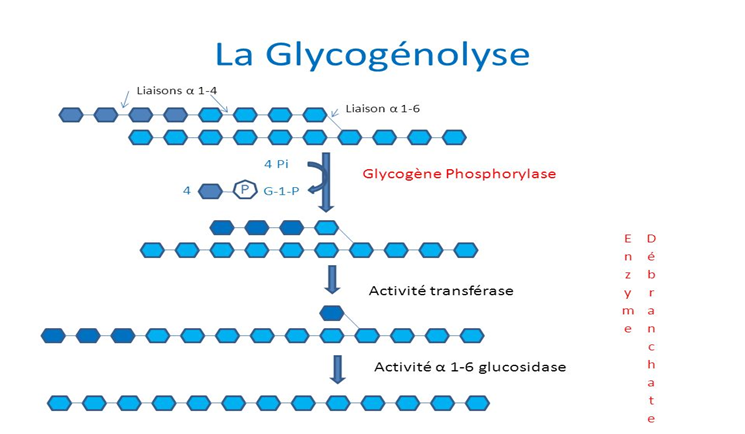 La Glycogénolyse
Liaisons α 1-4
Liaison α 1-6
4 Pi
Glycogène Phosphorylase
4 P G-1-P
Activité transférase
Activité α 1-6 glucosidase
Enzyme
Débranchate